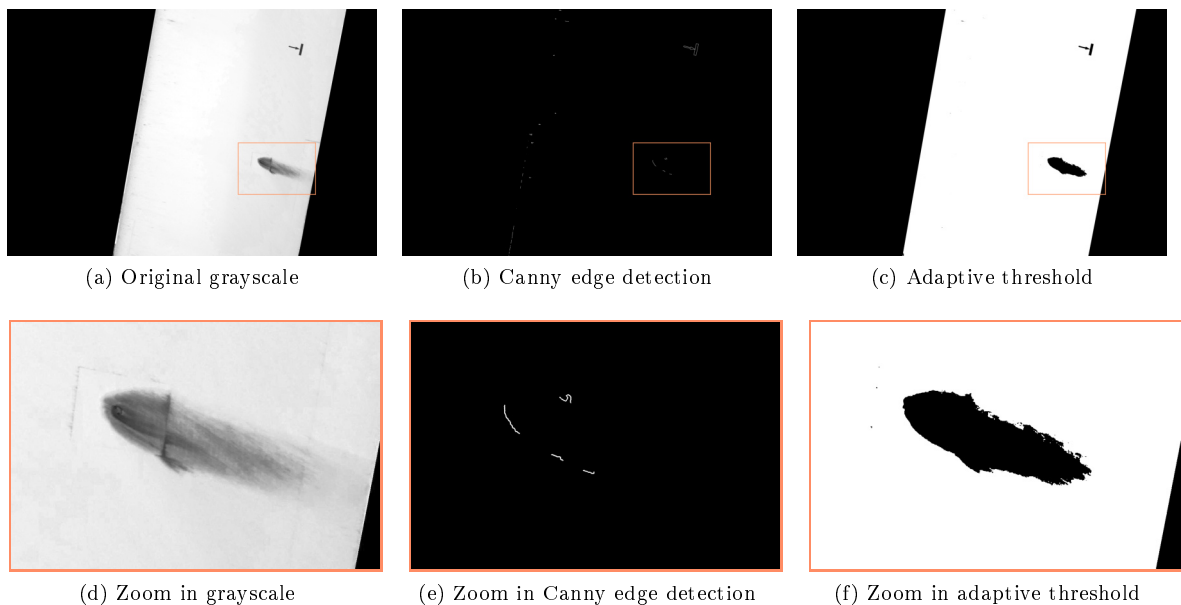 (a) Original grayscale
(b) Canny edge detection
(c) Adaptive threshold
(d) Zoom in grayscale
(e) Zoom in Canny edge detection
(f) Zoom in adaptive threshold